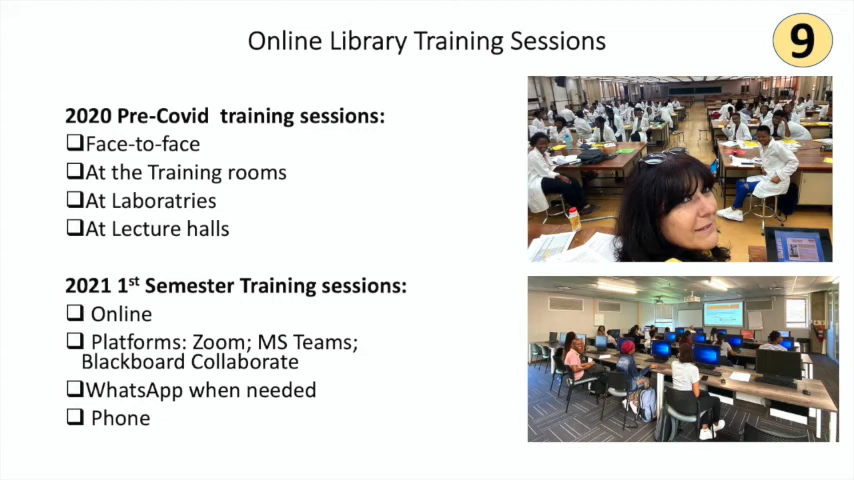 Online Library Training Sessions
9
2020 Pre-Covid training sessions:
❑Face-to-face
❑At the Training rooms
❑At Laboratries
❑At Lecture halls
2021 1st Semester Training sessions:
❑ Online
❑ Platforms: Zoom; MS Teams;
Blackboard Collaborate
❑WhatsApp when needed
❑ Phone